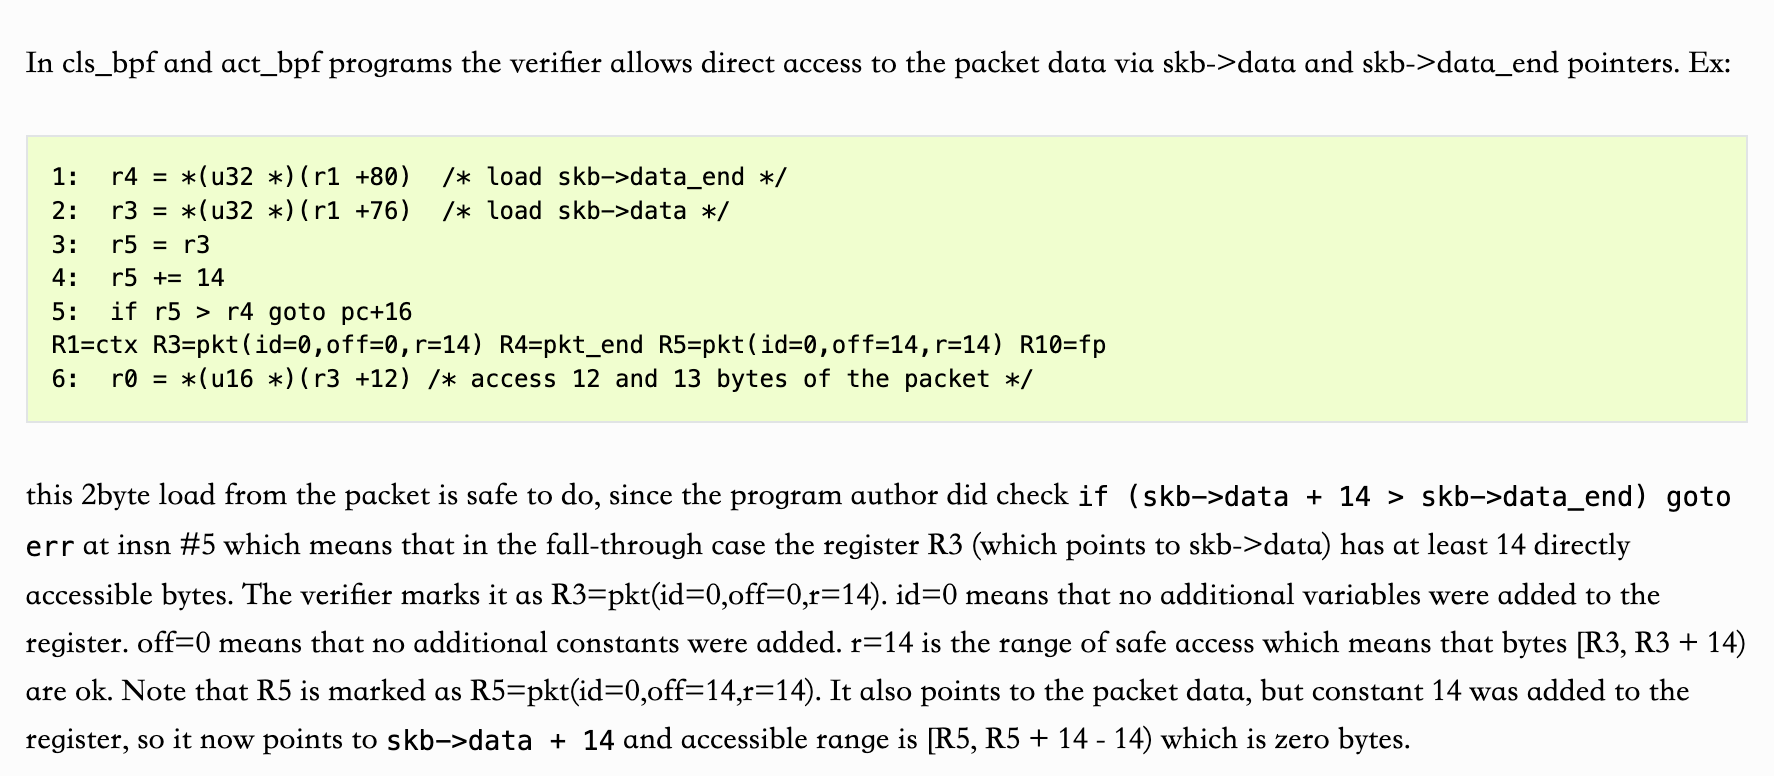 In cls_bpf and act_bpf programs the verifier allows direct access to the packet data via skb->data and skb->data_end pointers. Ex:
1:  r4 = *(u32 *)(r1 +80)  /* load skb->data_end */
2:  r3 = *(u32 *)(r1 +76)  /* load skb->data */
3:  r5 = r3
4:  r5 += 14
5:  if r5 > r4 goto pc+16
R1=ctx R3=pkt(id=0,off=0,r=14) R4=pkt_end R5=pkt(id=0,off=14,r=14) R10=fp
6:  r0 = *(u16 *)(r3 +12) /* access 12 and 13 bytes of the packet */
this 2byte load from the packet is safe to do, since the program author did check if (skb->data + 14 > skb->data_end) goto
err at insn #5 which means that in the fall-through case the register R3 (which points to skb->data) has at least 14 directly
accessible bytes. The verifier marks it as R3=pkt(id=0,off=0,r=14). id=0 means that no additional variables were added to the
register. off=0 means that no additional constants were added. r=14 is the range of safe access which means that bytes [R3, R3 + 14)
are ok. Note that R5 is marked as R5=pkt(id=0,off=14,r=14). It also points to the packet data, but constant 14 was added to the
register, so it now points to skb->data + 14 and accessible range is [R5, R5 + 14 - 14) which is zero bytes.